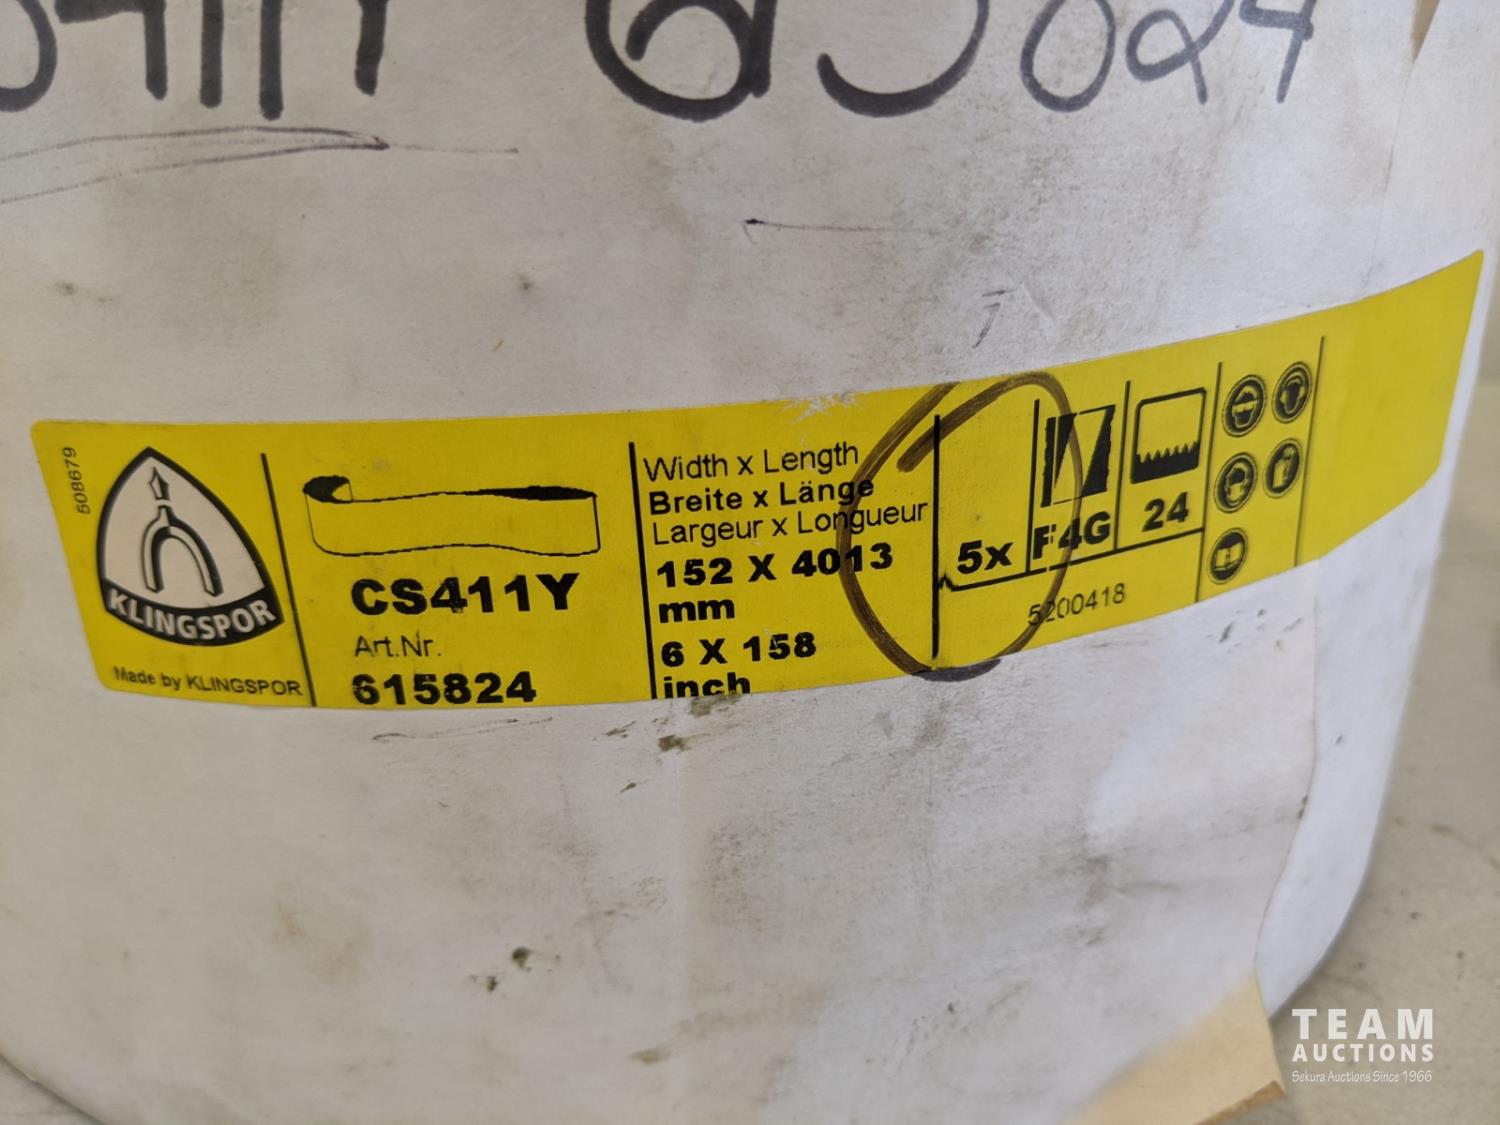 508679
KLINGSPOR
Made by KLINGSPOR
CS411Y
Art.Nr.
615824
Width x Length
Breite x Länge
Largeur x Longueur
152 X 4013
mm
6 X 158
inch
5x
F4G
24
5200418
TEAM
AUCTIONS
Sekura Auctions Since 1966